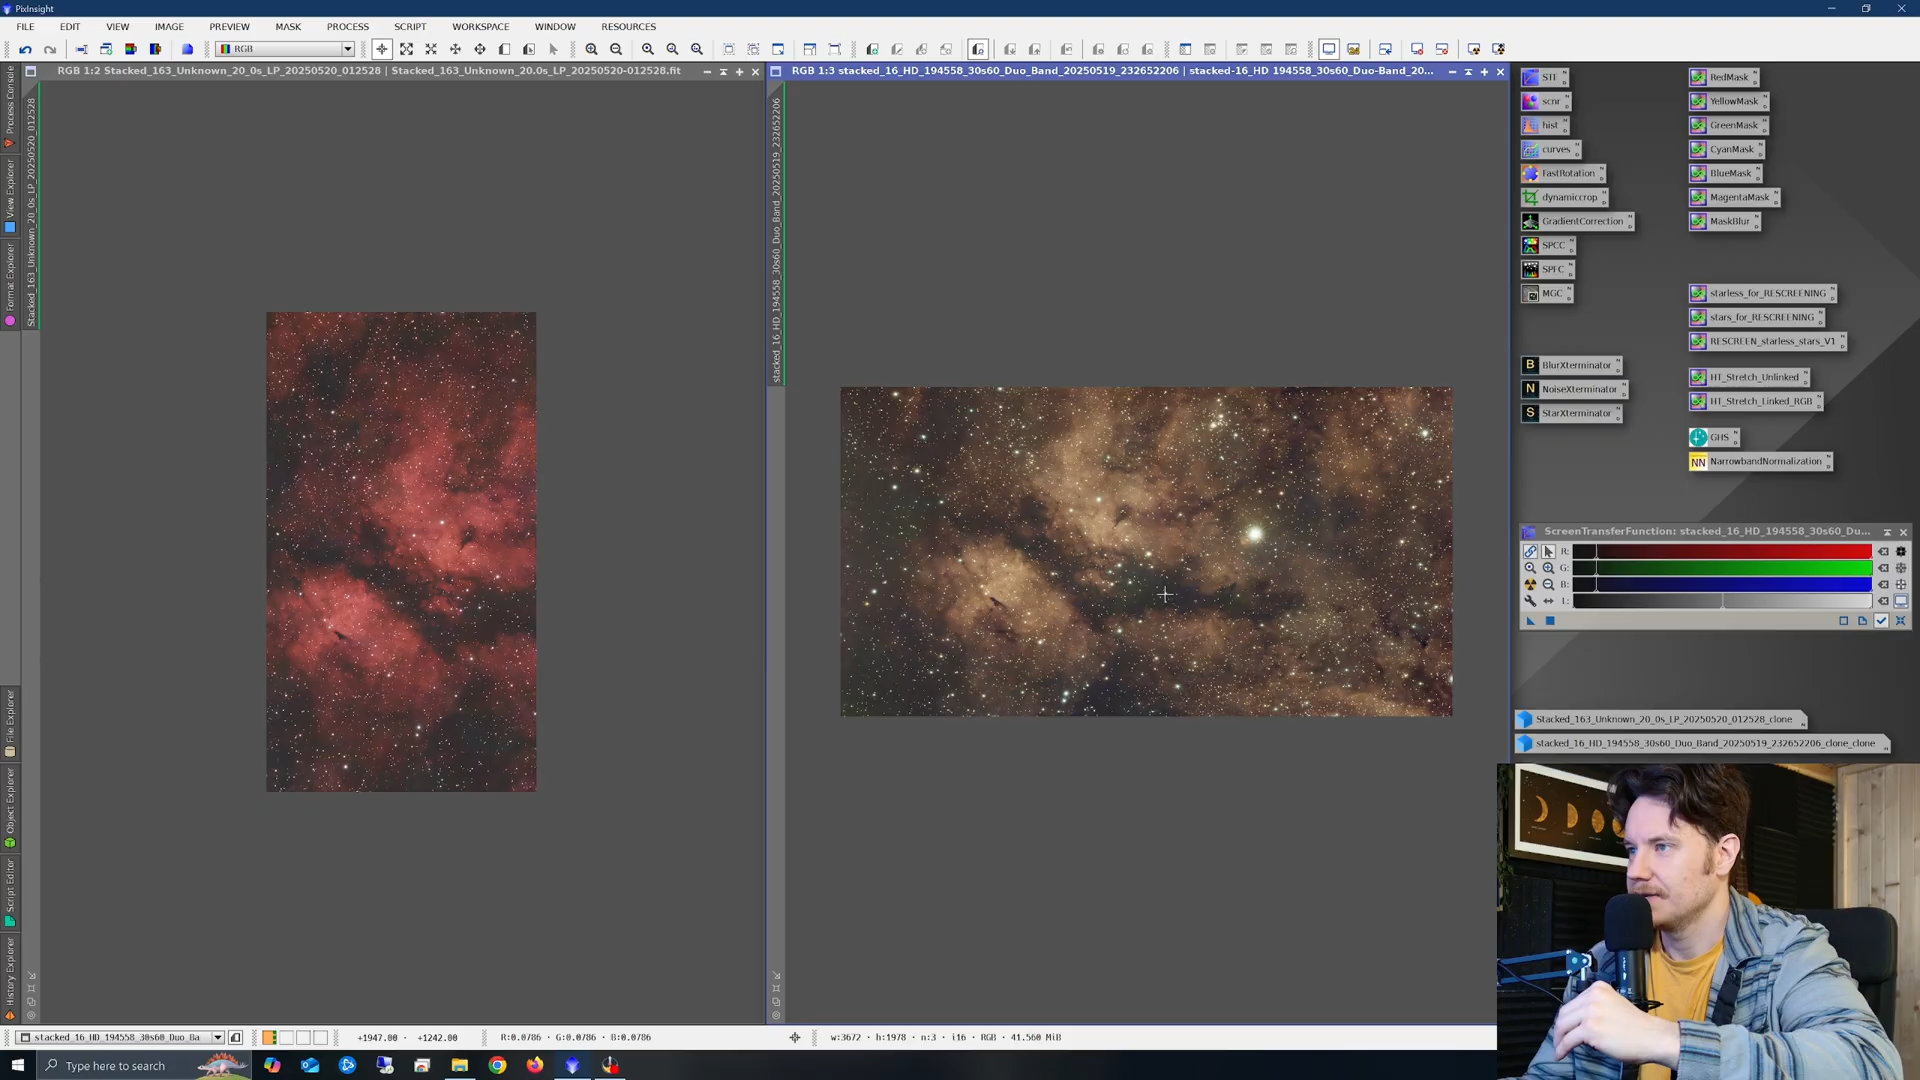 PixInsight
FILE EDIT VIEW IMAGE PREVIEW MASK PROCESS SCRIPT WORKSPACE WINDOW RESOURCES
RGB
RGB 1:2 Stacked_163_Unknown_20_0s_LP_20250520_012528 | Stacked_163_Unknown_20.0s_LP_20250520-012528.fit
RGB 1:3 stacked_16_HD_194558_30s60_Duo_Band_20250519_232652206 | stacked-16_HD 194558_30s60_Duo-Band_20...
Process Console
View Explorer
Format Explorer
File Explorer
Object Explorer
Script Editor
History Explorer
Stacked_163_Unknown_20_0s_LP_20250520_012528
stacked_16_HD_194558_30s60_Duo_Band_20250519_232652206
STF
scnr
hist
curves
FastRotation
dynamiccrop
GradientCorrection
SPCC
SPFC
MGC
BlurXterminator
NoiseXterminator
StarXterminator
RedMask
YellowMask
GreenMask
CyanMask
BlueMask
MagentaMask
MaskBlur
starless_for_RESCREENING
stars_for_RESCREENING
RESCREEN_starless_stars_V1
HT_Stretch_Unlinked
HT_Stretch_Linked_RGB
GHS
NN NarrowbandNormalization
ScreenTransferFunction: stacked_16_HD_194558_30s60_Du...
R:
G:
B:
L:
Stacked_163_Unknown_20_0s_LP_20250520_012528_clone
stacked_16_HD_194558_30s60_Duo_Band_20250519_232652206_clone_clone
stacked_16_HD_194558_30s60_Duo_Ba
+1947.00 · +1242.00
R:0.0786 · G:0.0786 · B:0.0786
w:3672 · h:1978 · n:3 · i16 · RGB · 41.560 MiB
Type here to search